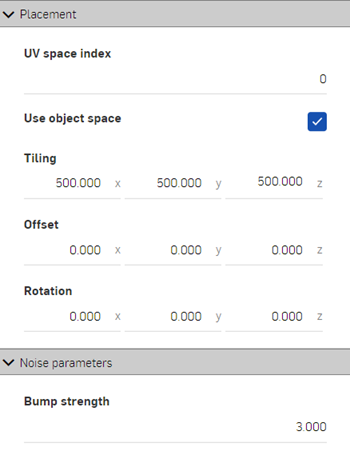 Placement
UV space index
0
Use object space
Tiling
500.000 x 500.000 y 500.000 z
Offset
0.000 x 0.000 y 0.000 z
Rotation
0.000 x 0.000 y 0.000 z
Noise parameters
Bump strength
3.000